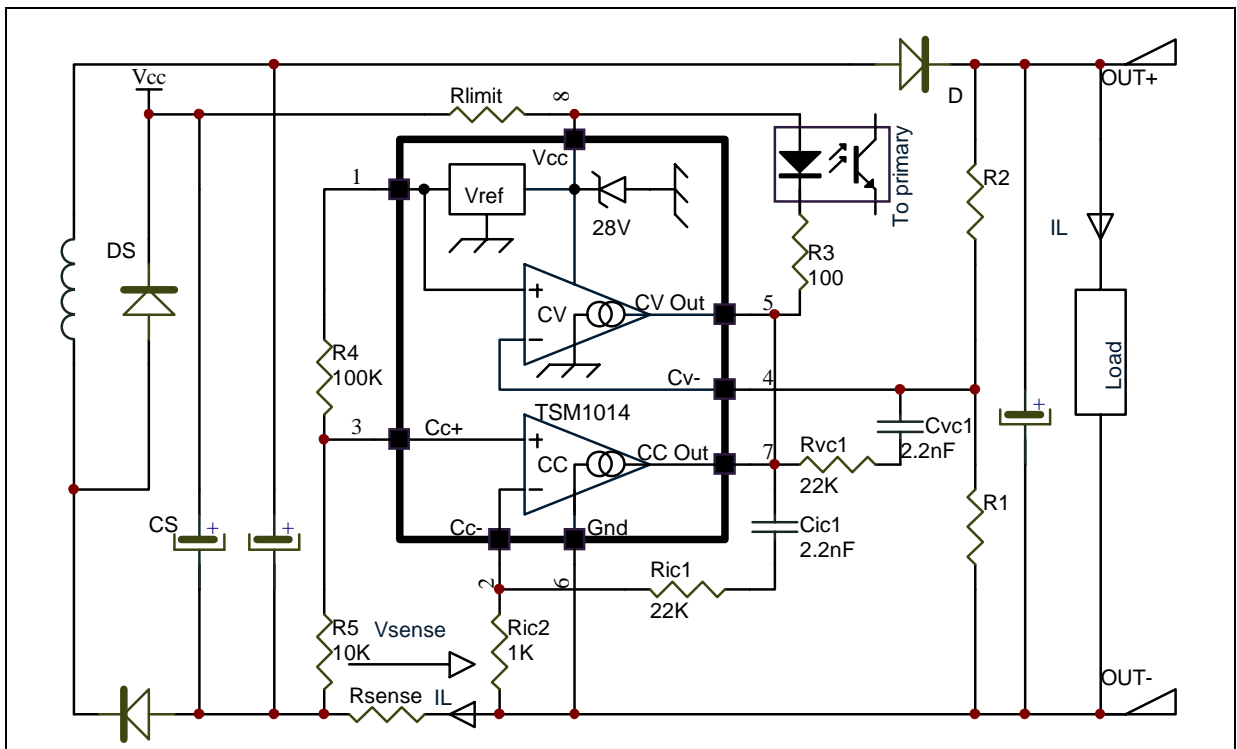 Vcc
Rlimit
8
D
OUT+
Vcc
To primary
1
Vref
28V
R2
DS
R3
100
IL
+
CV
CV Out
5
-
R4
100K
Cv-
4
+
Load
TSM1014
3
Cc+
+
CC
CC Out
7
-
Rvc1
22K
Cvc1
2.2nF
R1
CS
+
+
Cc-
Gnd
Cic1
2.2nF
2
6
Ric1
22K
R5
10K
Vsense
Ric2
1K
Rsense
IL
OUT-